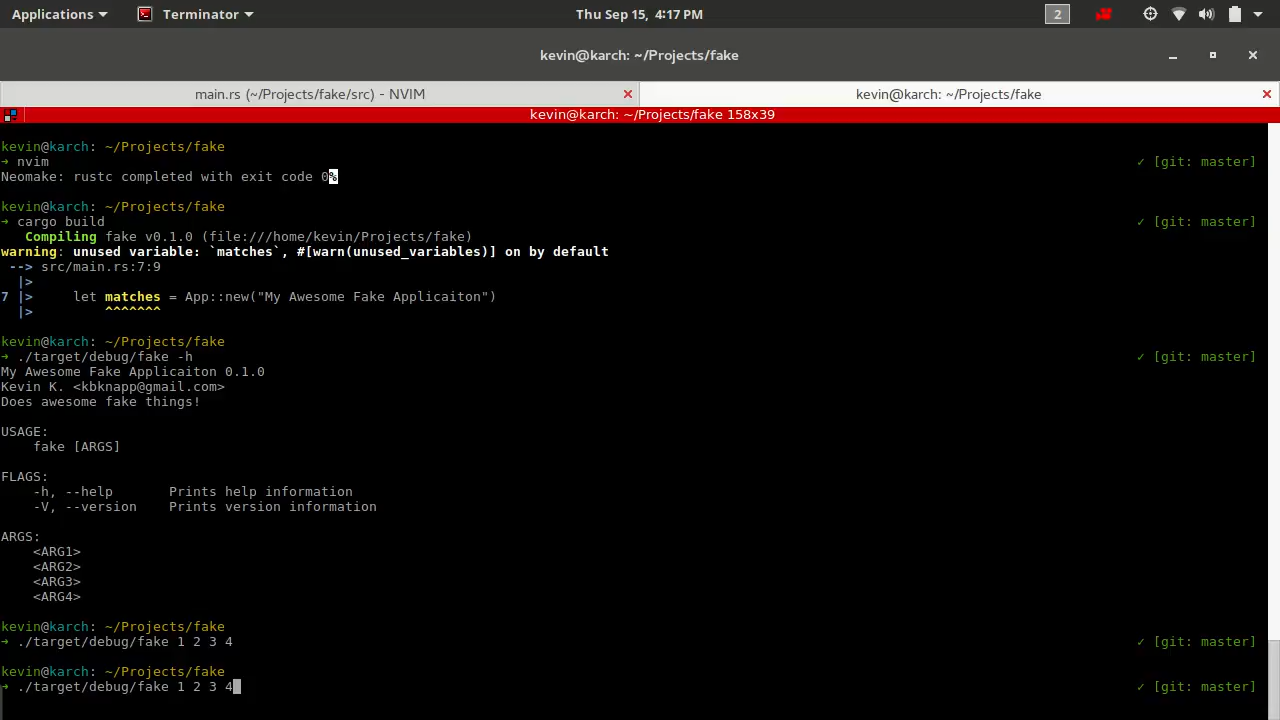 Applications Terminator Thu Sep 15, 4:17 PM 2
kevin@karch: ~/Projects/fake
main.rs (~/Projects/fake/src) - NVIM kevin@karch: ~/Projects/fake
kevin@karch: ~/Projects/fake 158x39
kevin@karch: ~/Projects/fake
➜ nvim ✓ [git: master]
Neomake: rustc completed with exit code 0%
kevin@karch: ~/Projects/fake
➜ cargo build ✓ [git: master]
Compiling fake v0.1.0 (file:///home/kevin/Projects/fake)
warning: unused variable: `matches`, #[warn(unused_variables)] on by default
--> src/main.rs:7:9
|>
7 |> let matches = App::new("My Awesome Fake Applicaiton")
|> ^^^^^^^
kevin@karch: ~/Projects/fake
➜ ./target/debug/fake -h ✓ [git: master]
My Awesome Fake Applicaiton 0.1.0
Kevin K. <kbknapp@gmail.com>
Does awesome fake things!
USAGE:
fake [ARGS]
FLAGS:
-h, --help Prints help information
-V, --version Prints version information
ARGS:
<ARG1>
<ARG2>
<ARG3>
<ARG4>
kevin@karch: ~/Projects/fake
➜ ./target/debug/fake 1 2 3 4 ✓ [git: master]
kevin@karch: ~/Projects/fake
➜ ./target/debug/fake 1 2 3 4 ✓ [git: master]